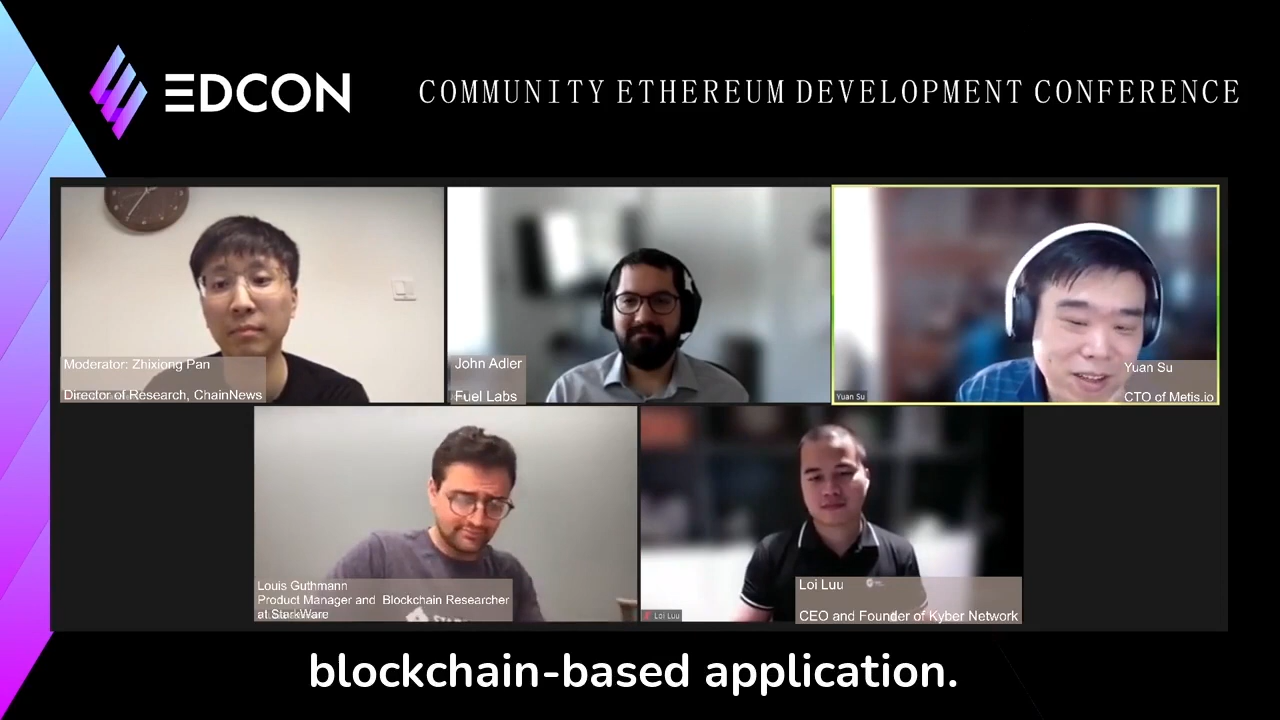 EDCON
COMMUNITY ETHEREUM DEVELOPMENT CONFERENCE
Moderator: Zhixiong Pan
Director of Research, ChainNews
John Adler
Fuel Labs
Yuan Su
CTO of Metis.io
Yuan Su
Louis Guthmann
Product Manager and Blockchain Researcher
at StarkWare
Loi Luu
CEO and Founder of Kyber Network
Loi Luu
blockchain-based application.